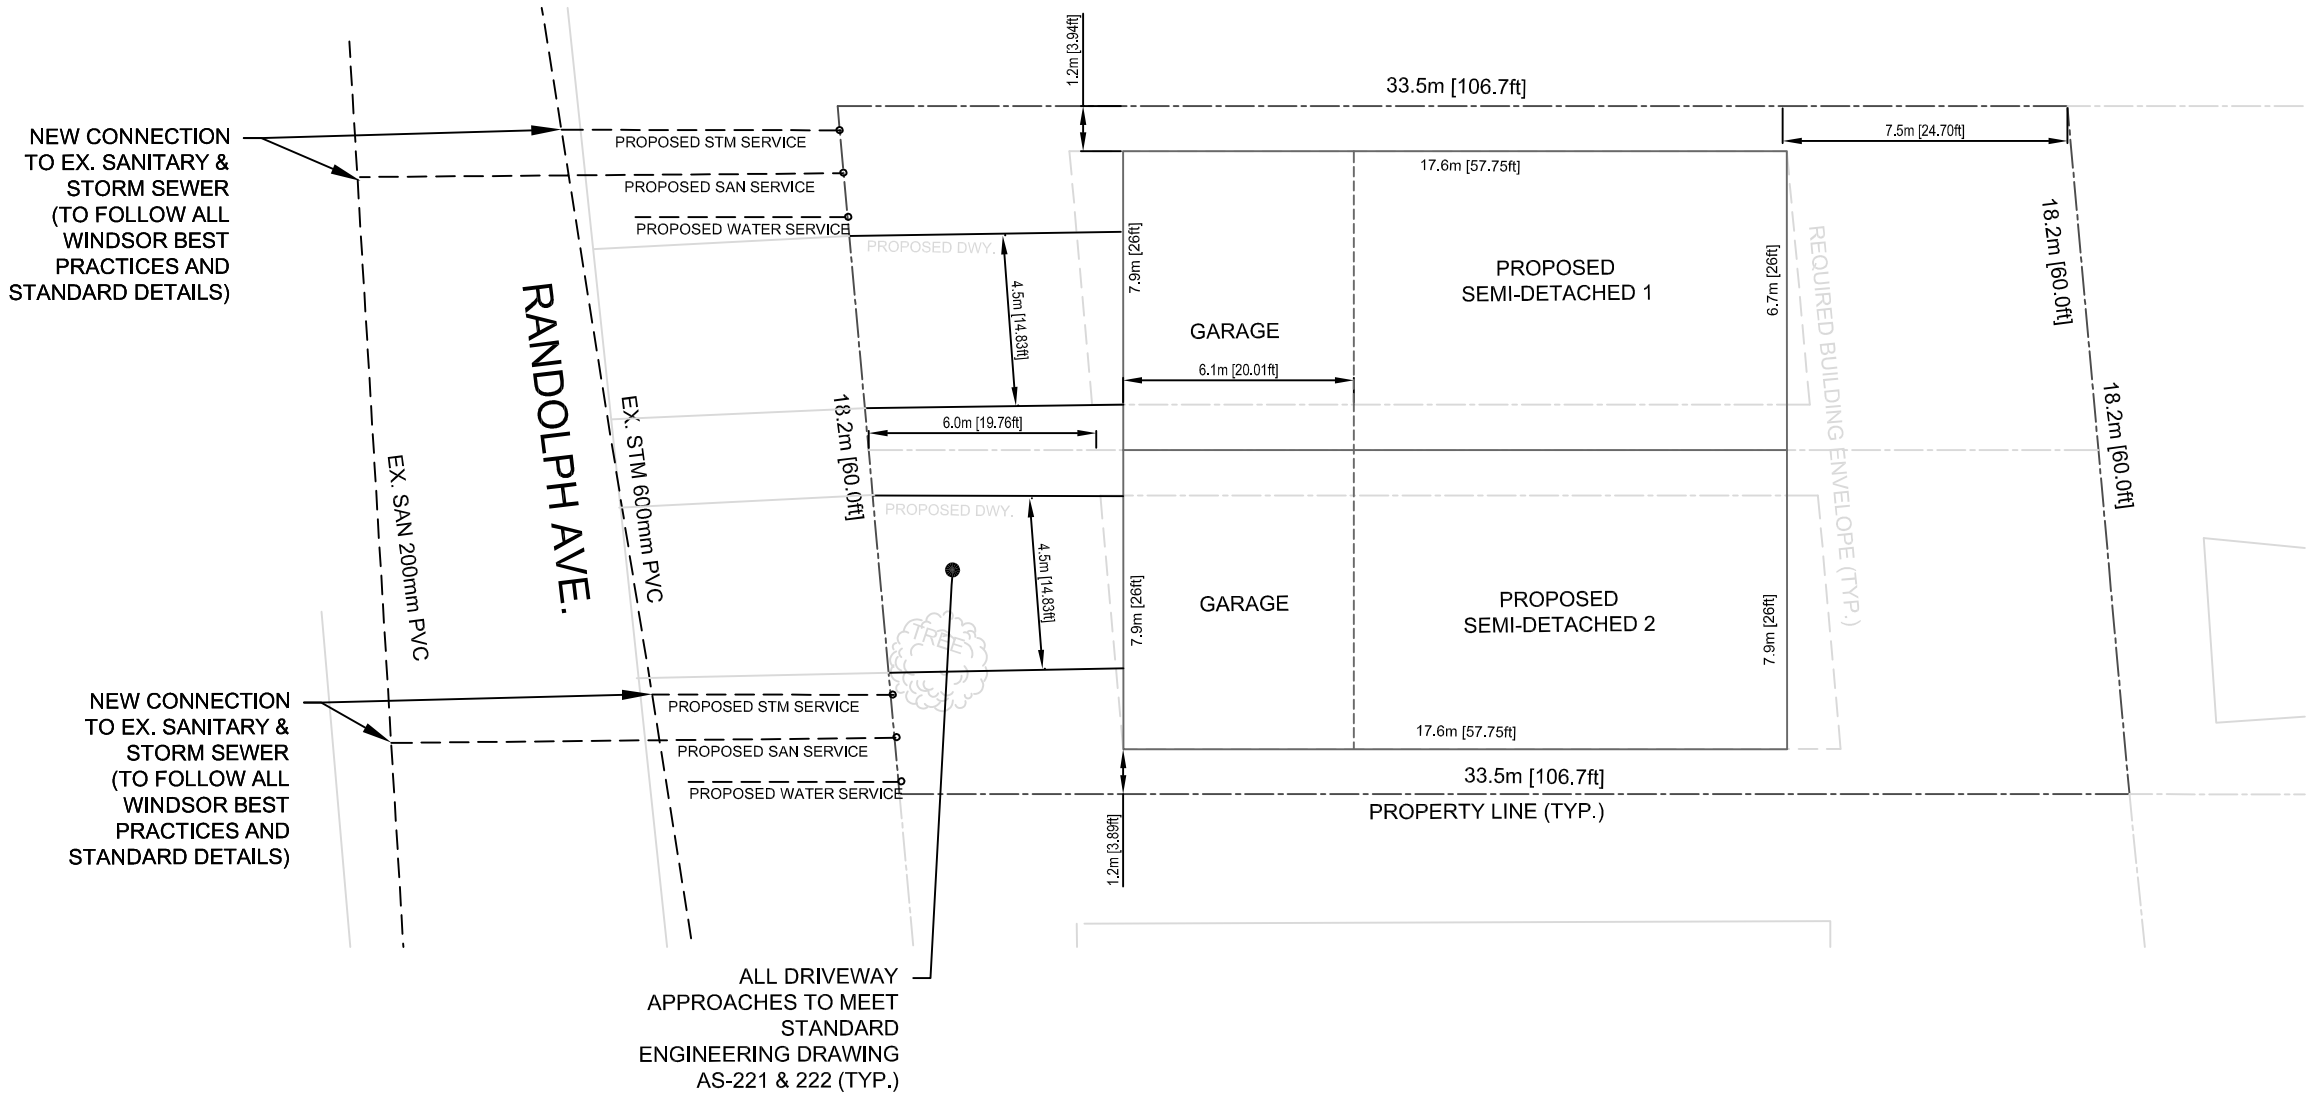 1.2m [3.94ft]
33.5m [106.7ft]
NEW CONNECTION
TO EX. SANITARY &
STORM SEWER
(TO FOLLOW ALL
WINDSOR BEST
PRACTICES AND
STANDARD DETAILS)
PROPOSED STM SERVICE
PROPOSED SAN SERVICE
PROPOSED WATER SERVICE
PROPOSED DWY.
7.5m [24.70ft]
17.6m [57.75ft]
7.9m [26ft]
PROPOSED
SEMI-DETACHED 1
6.7m [26ft]
18.2m [60.0ft]
REQUIRED BUILDING ENVELOPE (TYP.)
RANDOLPH AVE.
4.5m [14.83ft]
GARAGE
6.1m [20.01ft]
18.2m [60.0ft]
6.0m [19.76ft]
18.2m [60.0ft]
EX. STM 600mm PVC
EX. SAN 200mm PVC
PROPOSED DWY.
4.5m [14.83ft]
TREE
7.9m [26ft]
GARAGE
PROPOSED
SEMI-DETACHED 2
7.9m [26ft]
NEW CONNECTION
TO EX. SANITARY &
STORM SEWER
(TO FOLLOW ALL
WINDSOR BEST
PRACTICES AND
STANDARD DETAILS)
PROPOSED STM SERVICE
PROPOSED SAN SERVICE
PROPOSED WATER SERVICE
17.6m [57.75ft]
33.5m [106.7ft]
PROPERTY LINE (TYP.)
1.2m [3.89ft]
ALL DRIVEWAY
APPROACHES TO MEET
STANDARD
ENGINEERING DRAWING
AS-221 & 222 (TYP.)